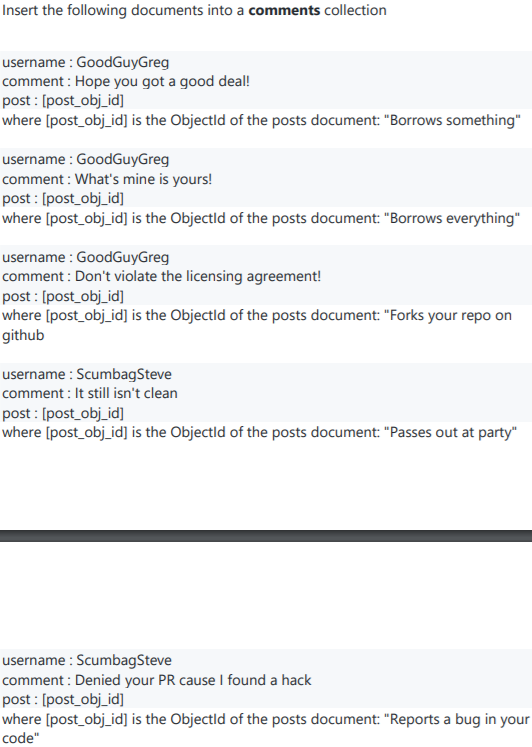 Insert the following documents into a comments collection
username : GoodGuyGreg
comment : Hope you got a good deal!
post : [post_obj_id]
where [post_obj_id] is the ObjectId of the posts document: "Borrows something"
username : GoodGuyGreg
comment : What's mine is yours!
post : [post_obj_id]
where [post_obj_id] is the ObjectId of the posts document: "Borrows everything"
username : GoodGuyGreg
comment : Don't violate the licensing agreement!
post : [post_obj_id]
where [post_obj_id] is the ObjectId of the posts document: "Forks your repo on
github
username : ScumbagSteve
comment : It still isn't clean
post : [post_obj_id]
where [post_obj_id] is the ObjectId of the posts document: "Passes out at party"
username : ScumbagSteve
comment : Denied your PR cause I found a hack
post : [post_obj_id]
where [post_obj_id] is the ObjectId of the posts document: "Reports a bug in your
code"